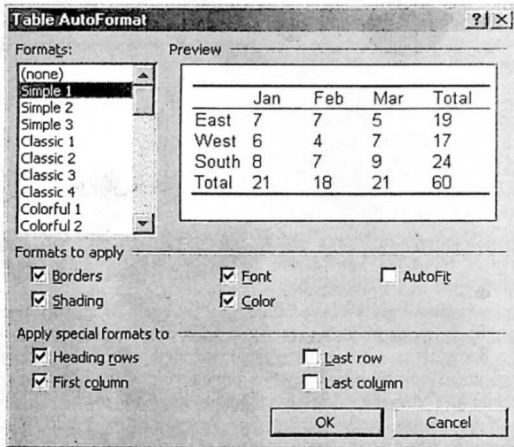 Table AutoFormat
Formats:
(none)
Simple 1
Simple 2
Simple 3
Classic 1
Classic 2
Classic 3
Classic 4
Colorful 1
Colorful 2
Preview
Jan Feb Mar Total
East 7 7 5 19
West 6 4 7 17
South 8 7 9 24
Total 21 18 21 60
Formats to apply
Borders Font AutoFit
Shading Color
Apply special formats to
Heading rows Last row
First column Last column
OK Cancel